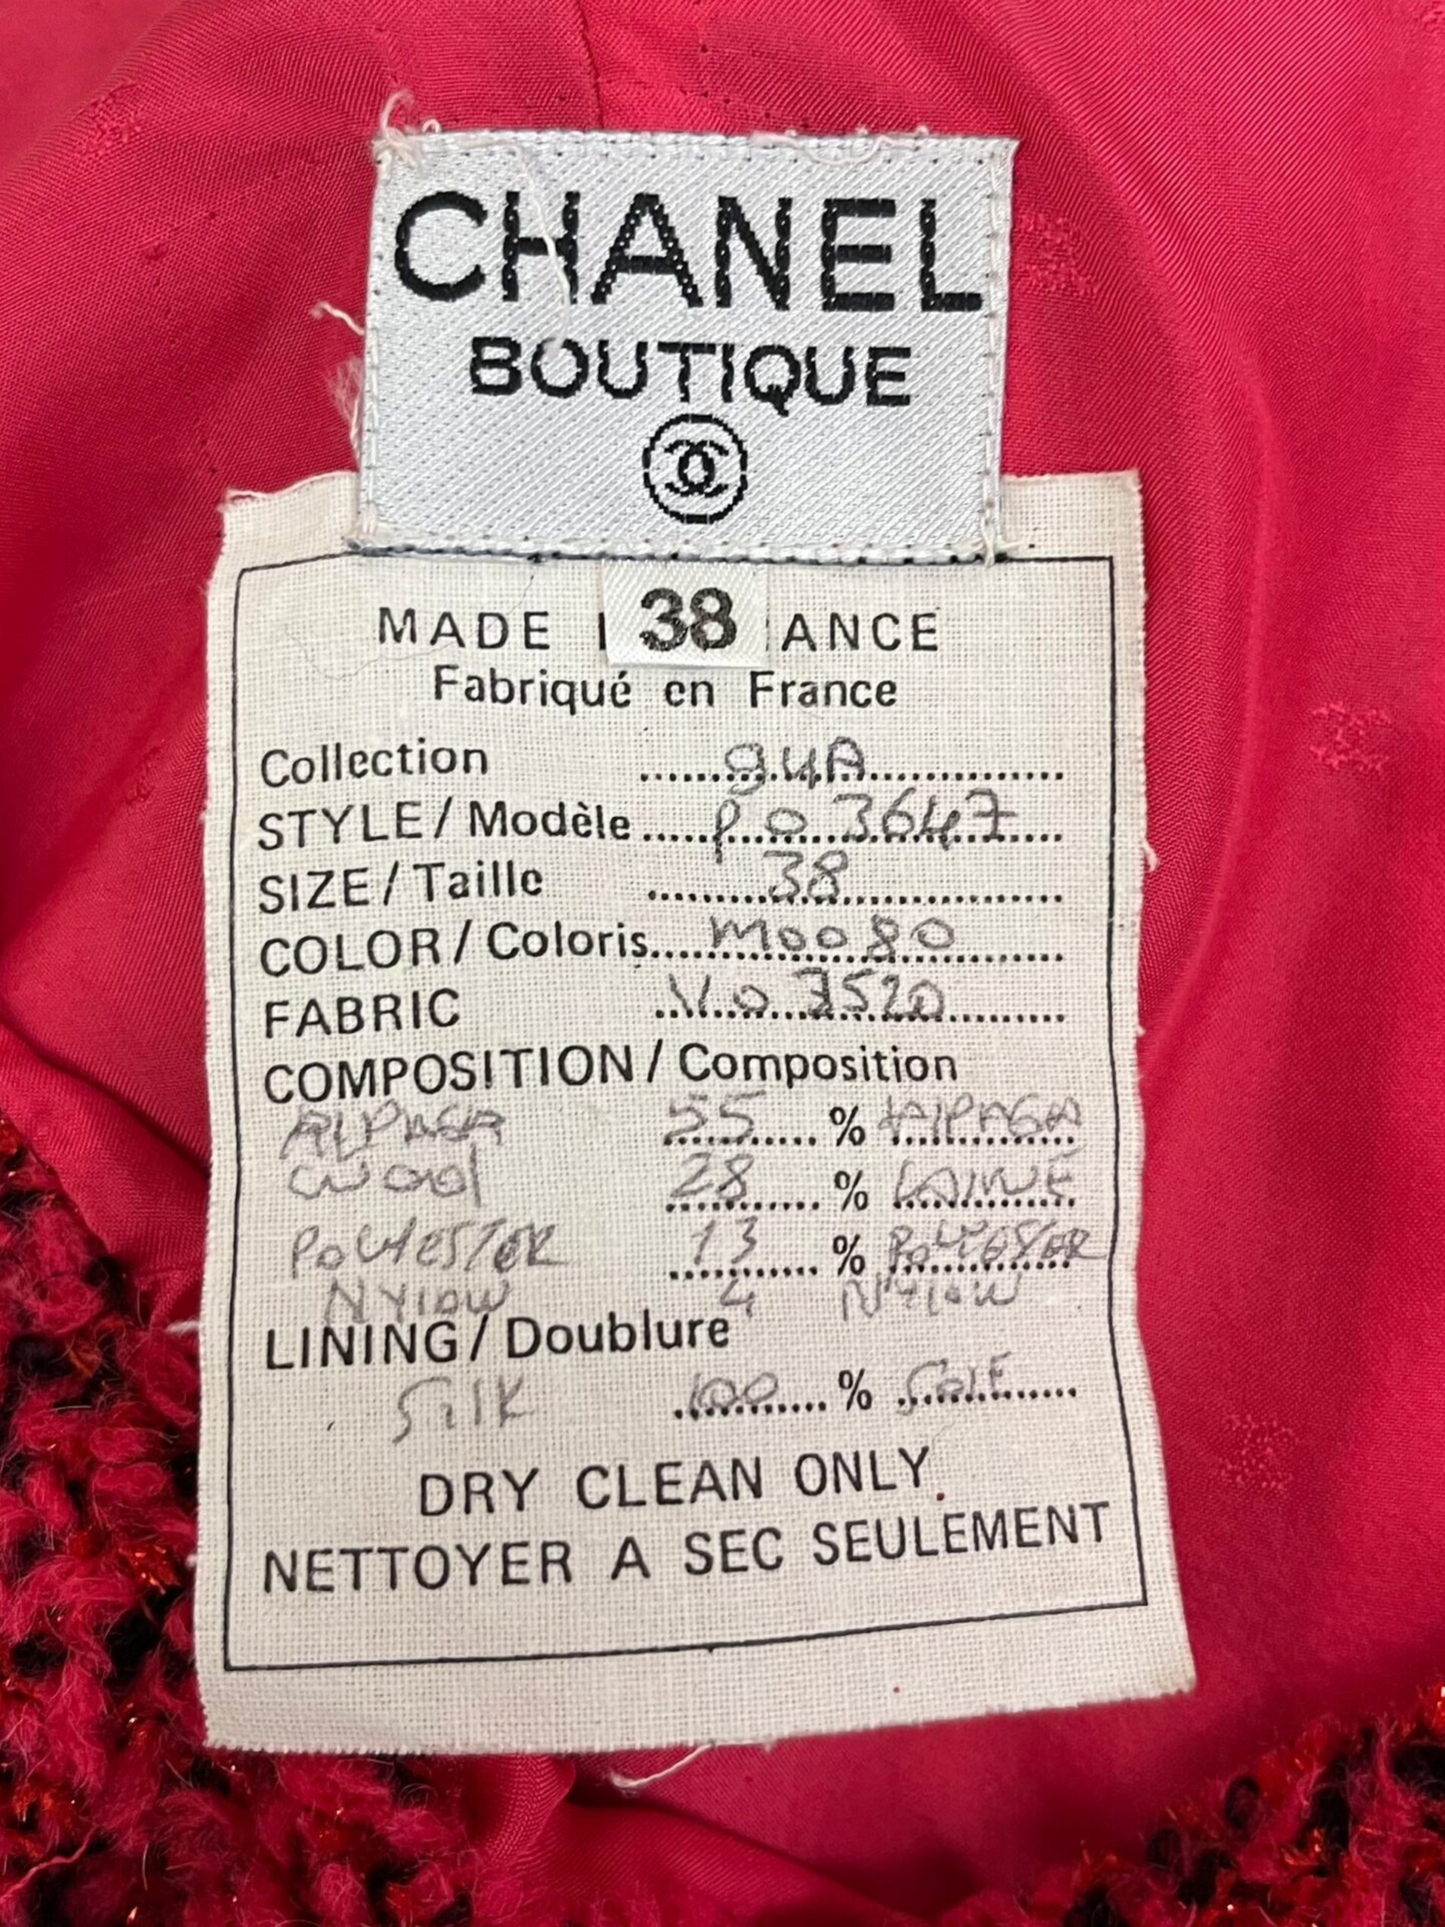 CHANEL
BOUTIQUE
38
MADE I ANCE
Fabriqué en France
Collection 94A
STYLE / Modèle P03647
SIZE / Taille 38
COLOR / Coloris M0080
FABRIC V.0.7520
COMPOSITION / Composition
ALPAGA 55 % ALPAGA
WOOL 28 % LAINE
POLYESTER 13 % POLYESTER
NYLON 4 NYLON
LINING / Doublure
SILK 100 % SOIE
DRY CLEAN ONLY
NETTOYER A SEC SEULEMENT